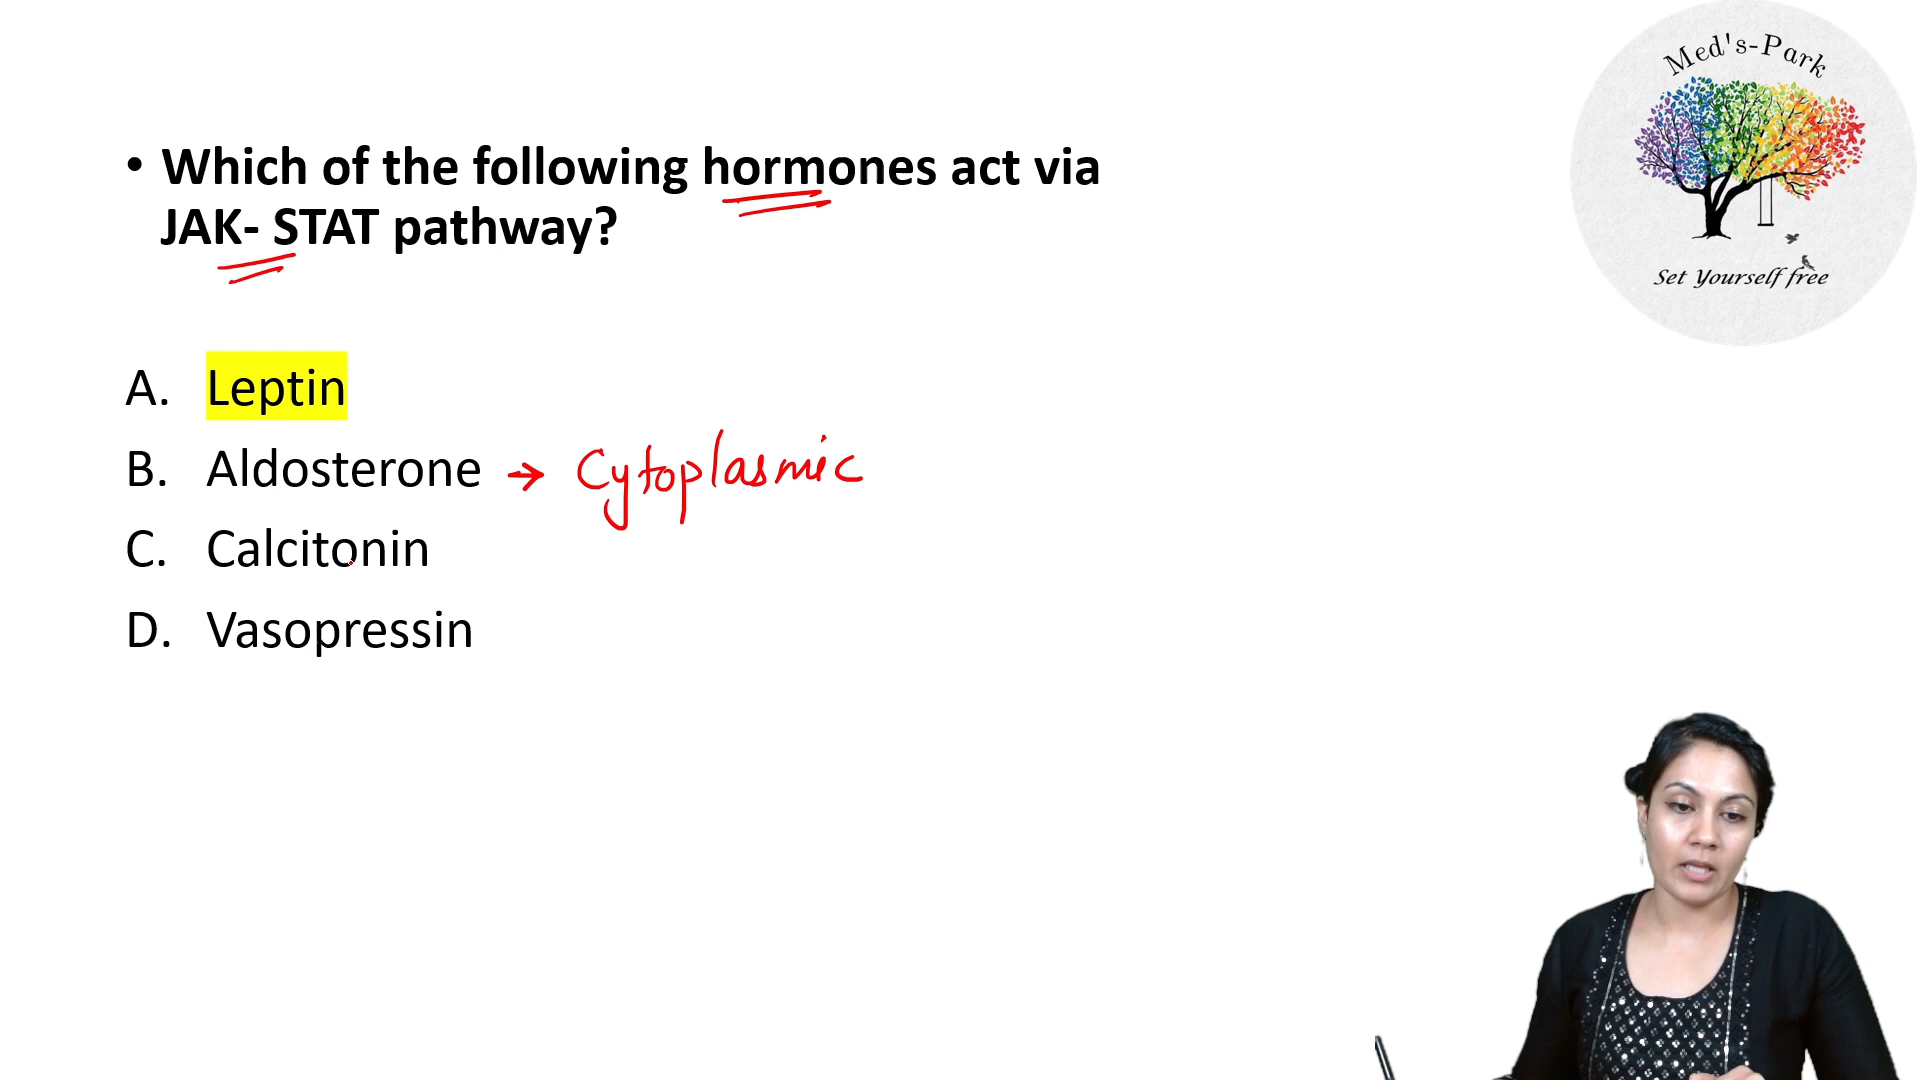 Med's-Park
Set Yourself free
• Which of the following hormones act via
JAK- STAT pathway?
A. Leptin
B. Aldosterone → Cytoplasmic
C. Calcitonin
D. Vasopressin